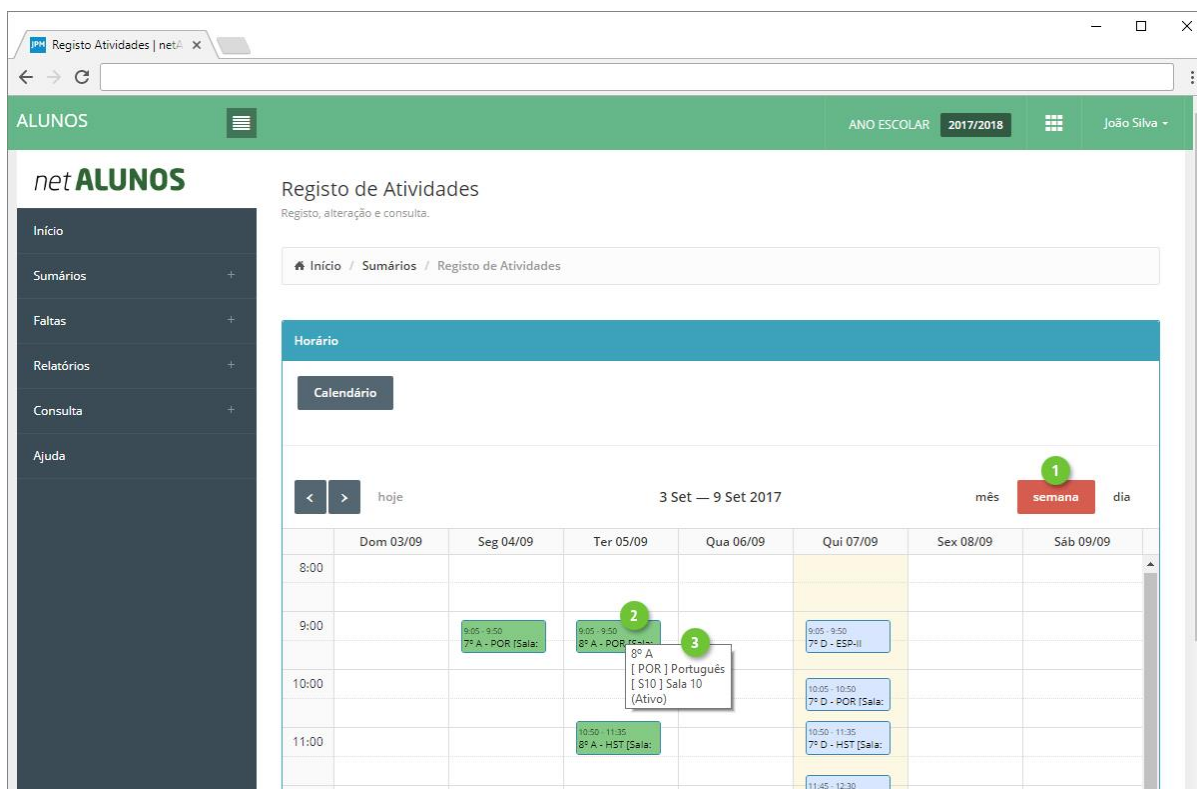 JPM Registo Atividades | netA
ALUNOS
ANO ESCOLAR 2017/2018 João Silva
net ALUNOS
Início
Sumários +
Faltas +
Relatórios +
Consulta +
Ajuda
Registo de Atividades
Registo, alteração e consulta.
Início / Sumários / Registo de Atividades
Horário
Calendário
1
< > hoje 3 Set — 9 Set 2017 mês semana dia
Dom 03/09 Seg 04/09 Ter 05/09 Qua 06/09 Qui 07/09 Sex 08/09 Sáb 09/09
8:00
9:00
9:05 - 9:50
7º A - POR [Sala:
2
9:05 - 9:50
8º A - POR [Sala:
3
8º A
[ POR ] Português
[ S10 ] Sala 10
(Ativo)
9:05 - 9:50
7º D - ESP-II
10:00
10:05 - 10:50
7º D - POR [Sala:
11:00
10:50 - 11:35
8º A - HST [Sala:
10:50 - 11:35
7º D - HST [Sala:
11:45 - 12:30